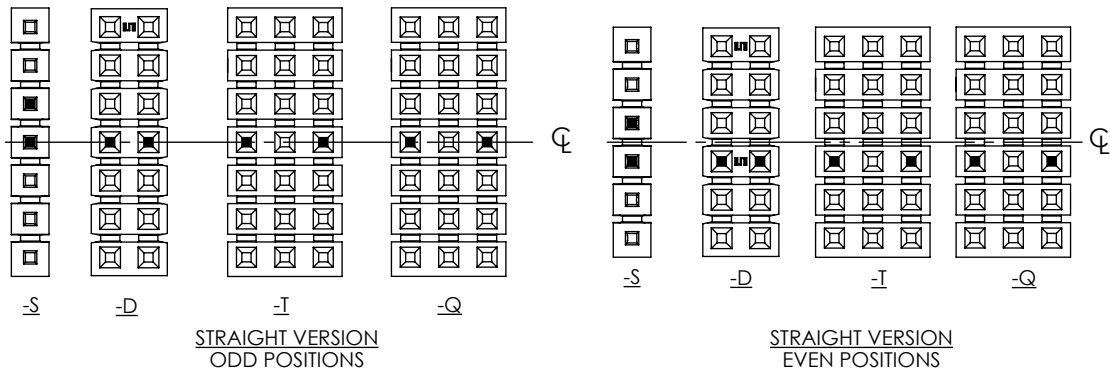 ℄
℄
-S -D -T -Q
-S -D -T -Q
STRAIGHT VERSION
ODD POSITIONS
STRAIGHT VERSION
EVEN POSITIONS